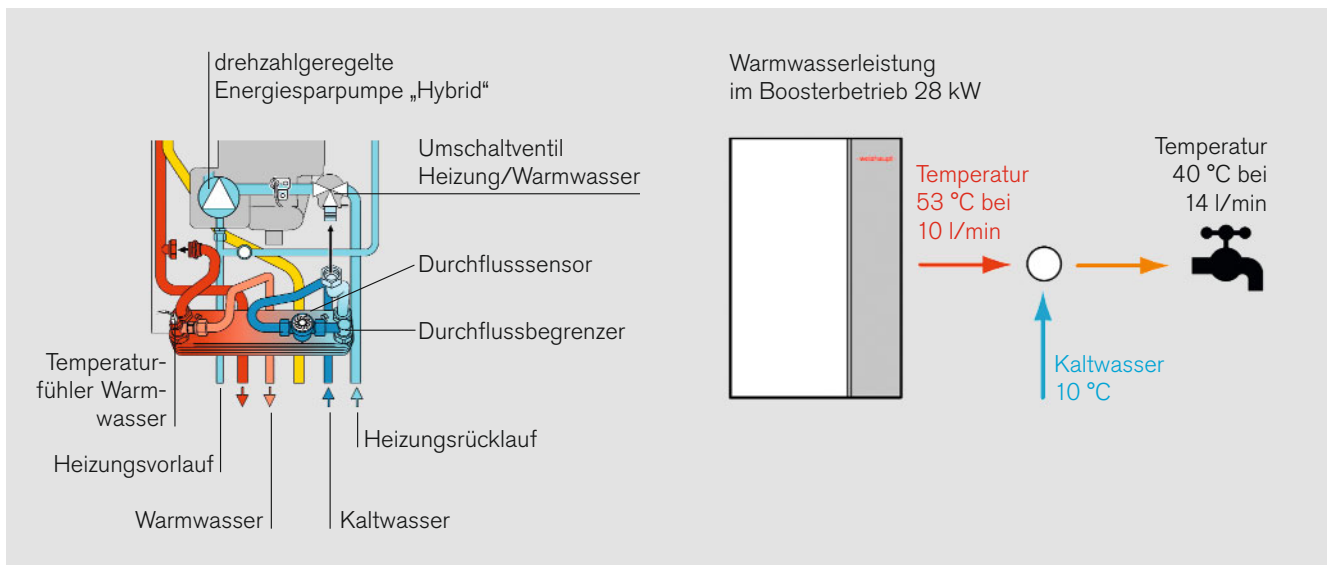 drehzahlgeregelte
Energiesparpumpe „Hybrid“
Umschaltventil
Heizung/Warmwasser
Durchflusssensor
Durchflussbegrenzer
Temperatur-
fühler Warm-
wasser
Heizungsrücklauf
Heizungsvorlauf
Warmwasser
Kaltwasser
Warmwasserleistung
im Boosterbetrieb 28 kW
-weishaupt-
Temperatur
53 °C bei
10 l/min
Temperatur
40 °C bei
14 l/min
Kaltwasser
10 °C